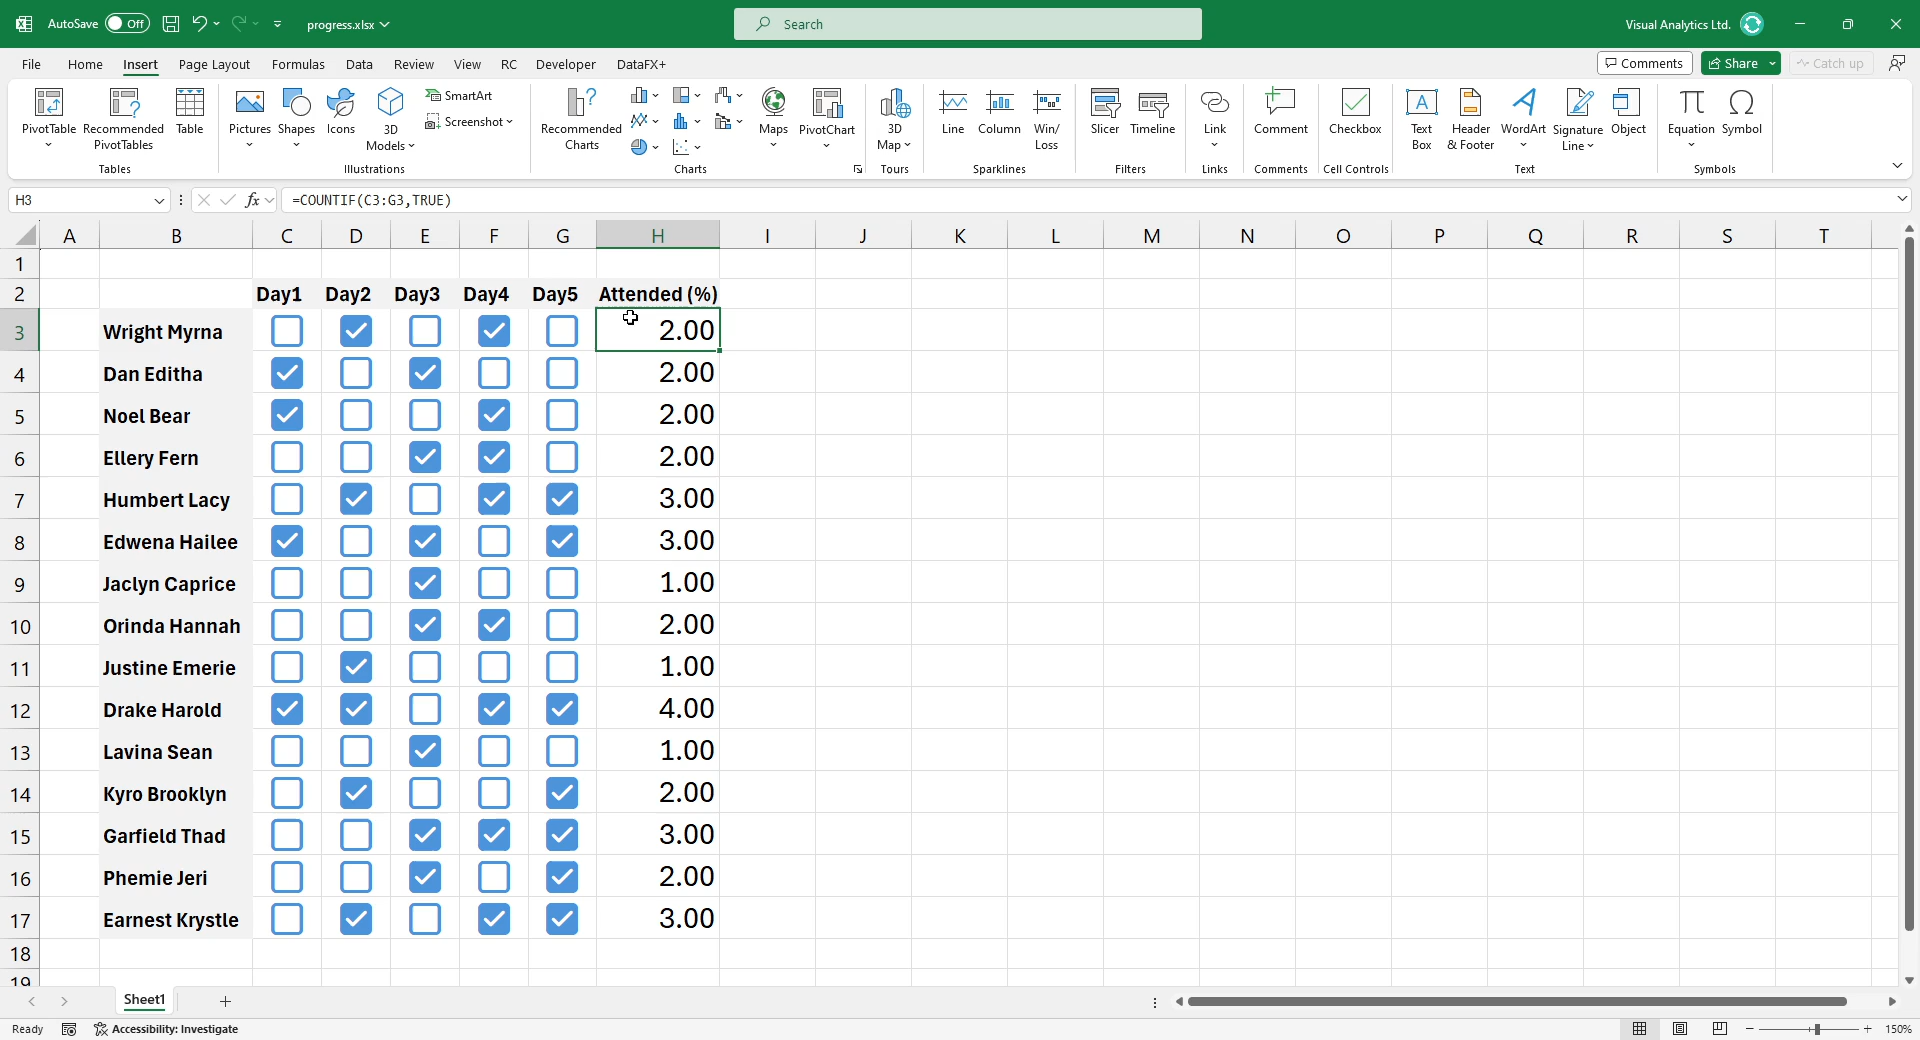 AutoSave Off progress.xlsx Search Visual Analytics Ltd.
File Home Insert Page Layout Formulas Data Review View RC Developer DataFX+ Comments Share Catch up
PivotTable Recommended PivotTables Table
Tables
Pictures Shapes Icons 3D Models SmartArt Screenshot
Illustrations
Recommended Charts Maps PivotChart
Charts
3D Map
Tours
Line Column Win/Loss
Sparklines
Slicer Timeline
Filters
Link
Links
Comment
Comments
Checkbox
Cell Controls
Text Box Header & Footer WordArt Signature Line Object
Text
Equation Symbol
Symbols
H3 fx =COUNTIF(C3:G3,TRUE)
A B C D E F G H I J K L M N O P Q R S T
1
2 Day1 Day2 Day3 Day4 Day5 Attended (%)
3 Wright Myrna 2.00
4 Dan Editha 2.00
5 Noel Bear 2.00
6 Ellery Fern 2.00
7 Humbert Lacy 3.00
8 Edwena Hailee 3.00
9 Jaclyn Caprice 1.00
10 Orinda Hannah 2.00
11 Justine Emerie 1.00
12 Drake Harold 4.00
13 Lavina Sean 1.00
14 Kyro Brooklyn 2.00
15 Garfield Thad 3.00
16 Phemie Jeri 2.00
17 Earnest Krystle 3.00
18
19
Sheet1
Ready Accessibility: Investigate 150%